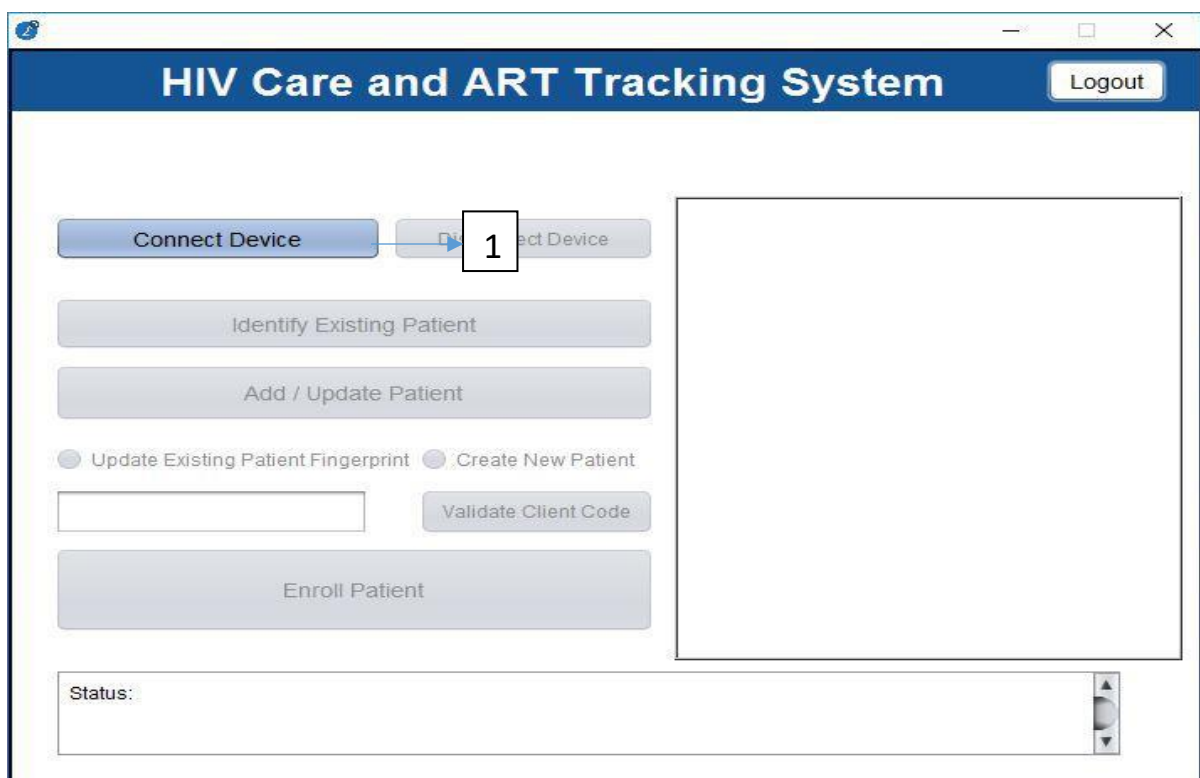 HIV Care and ART Tracking System
Logout
Connect Device
1
ect Device
Identify Existing Patient
Add / Update Patient
Update Existing Patient Fingerprint
Create New Patient
Validate Client Code
Enroll Patient
Status: